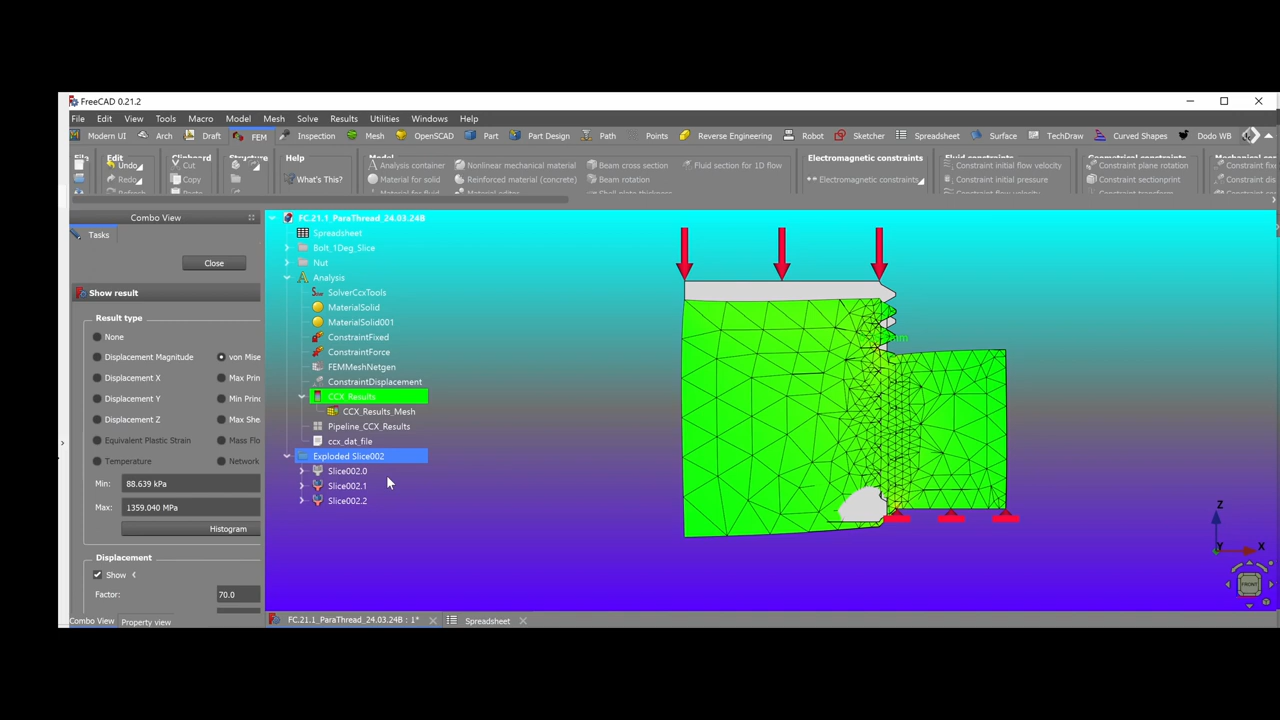 FreeCAD 0.21.2
File Edit View Tools Macro Model Mesh Solve Results Utilities Windows Help
Modern UI Arch Draft FEM Inspection Mesh OpenSCAD Part Part Design Path Points Reverse Engineering Robot Sketcher Spreadsheet Surface TechDraw Curved Shapes Dodo WB
Edit Clipboard Structure Help Model Electromagnetic constraints Fluid constraints Geometrical constraints
Undo Cut Analysis container Nonlinear mechanical material Beam cross section Fluid section for 1D flow Constraint initial flow velocity Constraint plane rotation
Redo Copy What's This? Material for solid Reinforced material (concrete) Beam rotation Electromagnetic constraints Constraint initial pressure Constraint sectionprint
Combo View
Tasks
Close
Show result
Result type
None
Displacement Magnitude von Mise
Displacement X Max Prin
Displacement Y Min Princ
Displacement Z Max She
Equivalent Plastic Strain Mass Flo
Temperature Network
Min: 88.639 kPa
Max: 1359.040 MPa
Histogram
Displacement
Show
Factor: 70.0
Combo View Property view
FC.21.1_ParaThread_24.03.24B
Spreadsheet
Bolt_1Deg_Slice
Nut
Analysis
SolverCcxTools
MaterialSolid
MaterialSolid001
ConstraintFixed
ConstraintForce
FEMMeshNetgen
ConstraintDisplacement
CCX_Results
CCX_Results_Mesh
Pipeline_CCX_Results
ccx_dat_file
Exploded Slice002
Slice002.0
Slice002.1
Slice002.2
Z
Y
X
FRONT
FC.21.1_ParaThread_24.03.24B : 1* Spreadsheet